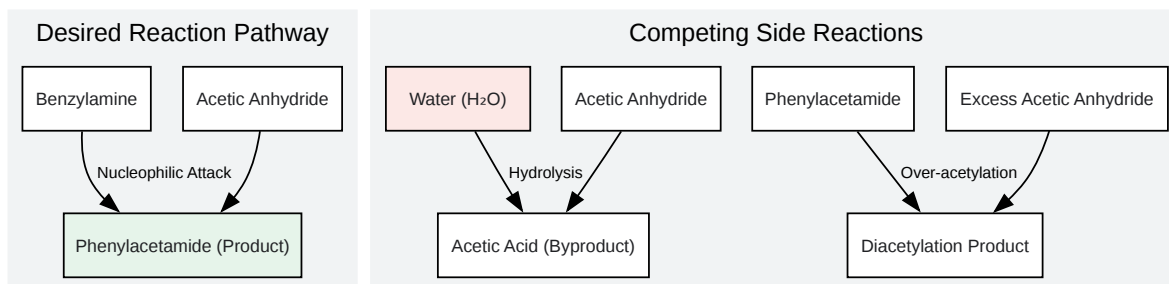 Desired Reaction Pathway
Benzylamine
Acetic Anhydride
Nucleophilic Attack
Phenylacetamide (Product)
Competing Side Reactions
Water (H₂O)
Acetic Anhydride
Phenylacetamide
Excess Acetic Anhydride
Hydrolysis
Over-acetylation
Acetic Acid (Byproduct)
Diacetylation Product